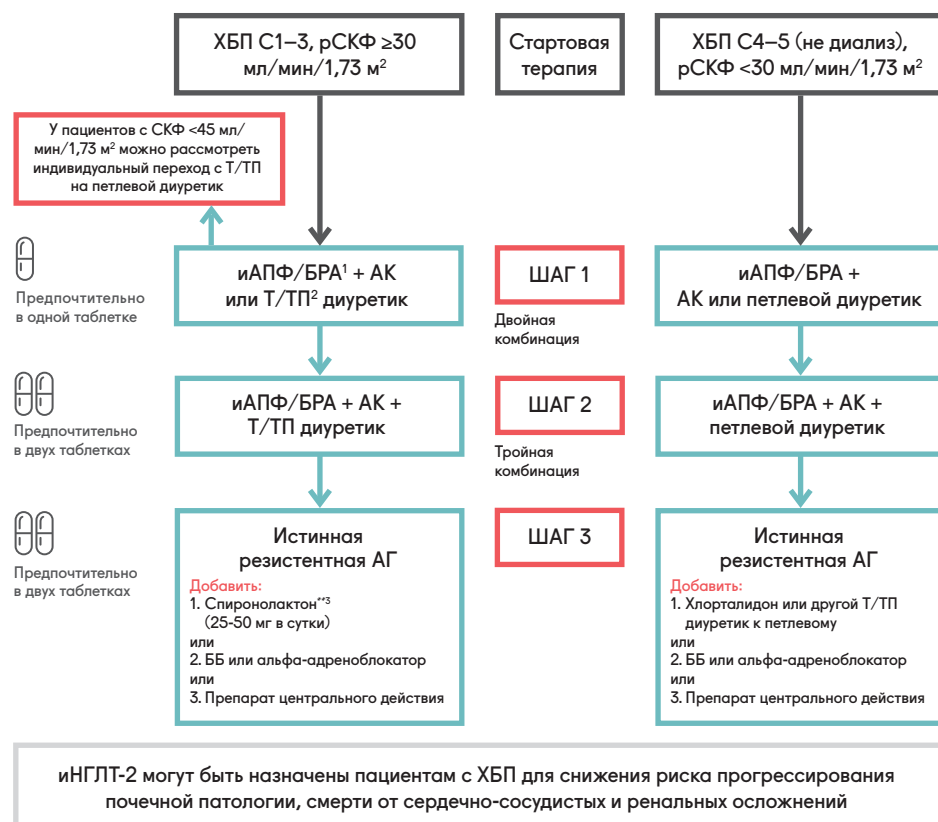 ХБП С1–3, рСКФ ≥30
мл/мин/1,73 м²
Стартовая
терапия
ХБП С4–5 (не диализ),
рСКФ <30 мл/мин/1,73 м²
У пациентов с СКФ <45 мл/
мин/1,73 м² можно рассмотреть
индивидуальный переход с Т/ТП
на петлевой диуретик
Предпочтительно
в одной таблетке
иАПФ/БРА¹ + АК
или Т/ТП² диуретик
ШАГ 1
Двойная
комбинация
иАПФ/БРА +
АК или петлевой диуретик
Предпочтительно
в двух таблетках
иАПФ/БРА + АК +
Т/ТП диуретик
ШАГ 2
Тройная
комбинация
иАПФ/БРА + АК +
петлевой диуретик
Предпочтительно
в двух таблетках
Истинная
резистентная АГ
Добавить:
1. Спиронолактон**³
(25-50 мг в сутки)
или
2. ББ или альфа-адреноблокатор
или
3. Препарат центрального действия
ШАГ 3
Истинная
резистентная АГ
Добавить:
1. Хлорталидон или другой Т/ТП
диуретик к петлевому
или
2. ББ или альфа-адреноблокатор
или
3. Препарат центрального действия
иНГЛТ-2 могут быть назначены пациентам с ХБП для снижения риска прогрессирования
почечной патологии, смерти от сердечно-сосудистых и ренальных осложнений